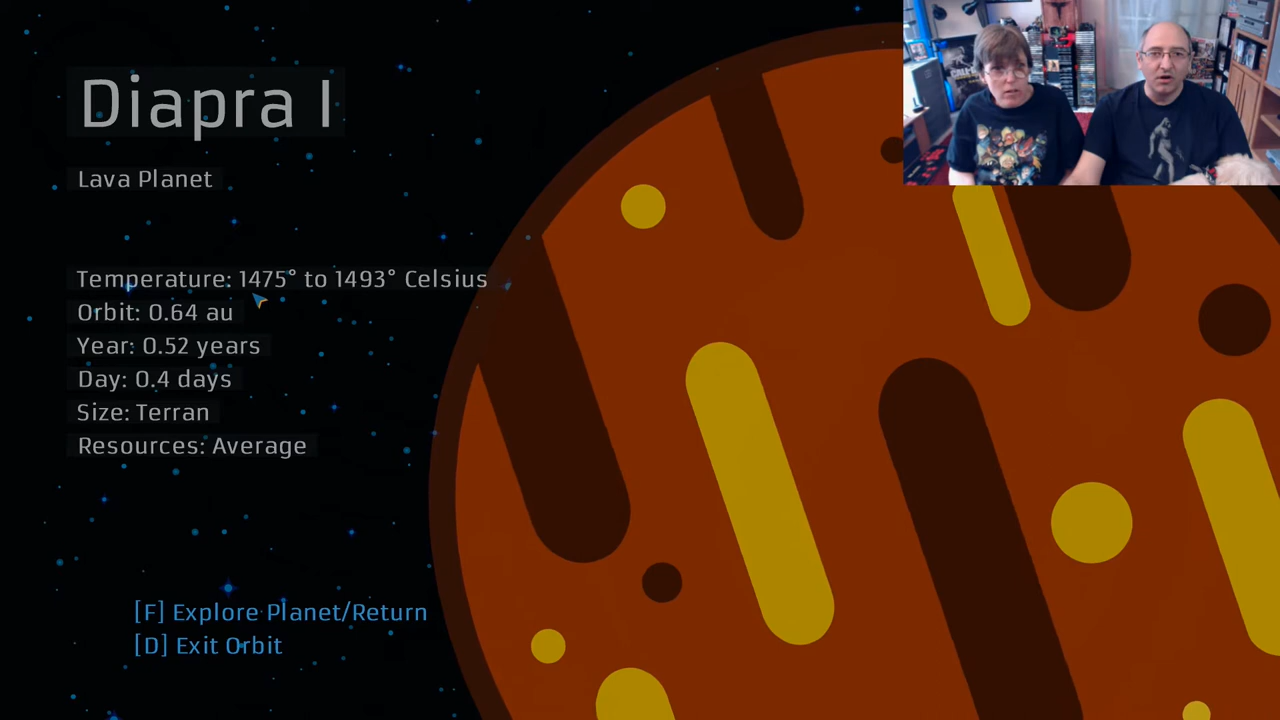 Diapra I
Lava Planet
Temperature: 1475° to 1493° Celsius
Orbit: 0.64 au
Year: 0.52 years
Day: 0.4 days
Size: Terran
Resources: Average
[F] Explore Planet/Return
[D] Exit Orbit